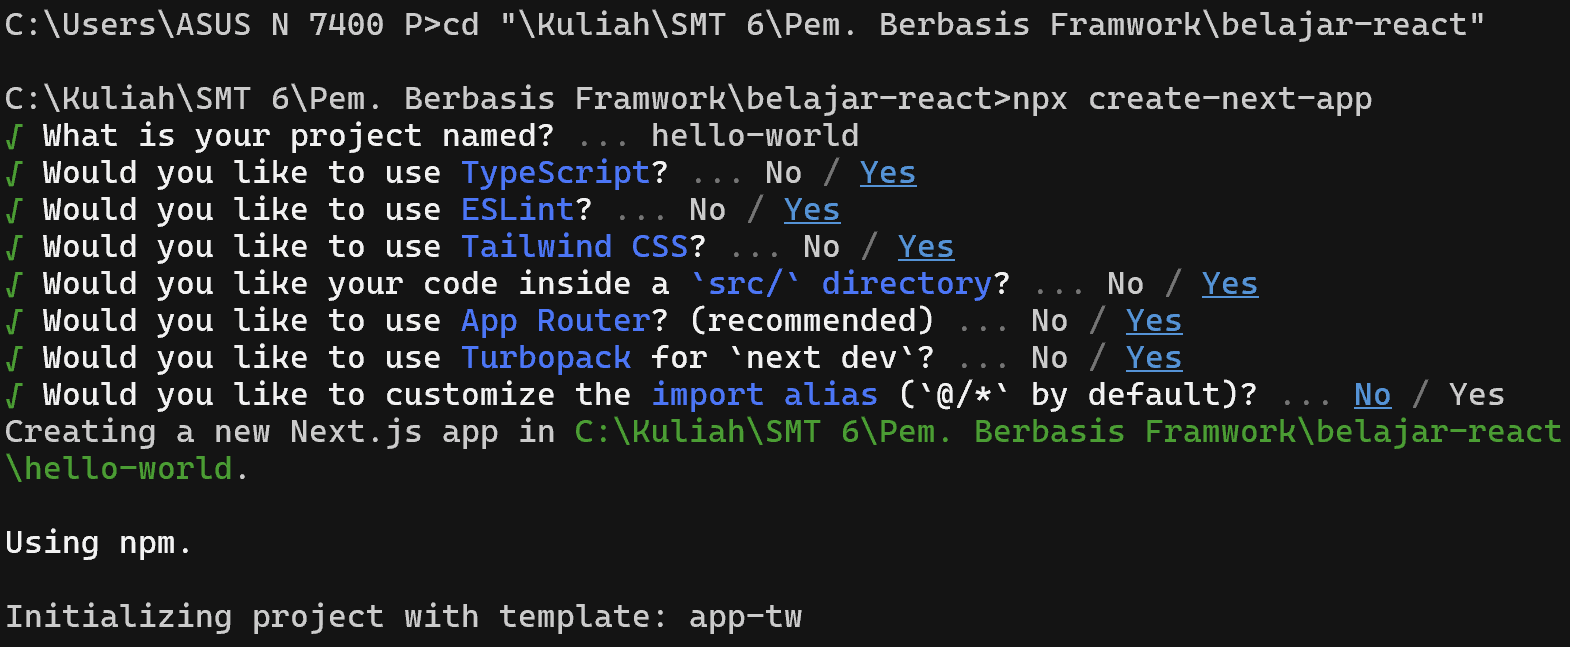 C:\Users\ASUS N 7400 P>cd "\Kuliah\SMT 6\Pem. Berbasis Framwork\belajar-react"
C:\Kuliah\SMT 6\Pem. Berbasis Framwork\belajar-react>npx create-next-app
√ What is your project named? ... hello-world
√ Would you like to use TypeScript? ... No / Yes
√ Would you like to use ESLint? ... No / Yes
√ Would you like to use Tailwind CSS? ... No / Yes
√ Would you like your code inside a `src/` directory? ... No / Yes
√ Would you like to use App Router? (recommended) ... No / Yes
√ Would you like to use Turbopack for `next dev`? ... No / Yes
√ Would you like to customize the import alias (`@/*` by default)? ... No / Yes
Creating a new Next.js app in C:\Kuliah\SMT 6\Pem. Berbasis Framwork\belajar-react
\hello-world.
Using npm.
Initializing project with template: app-tw